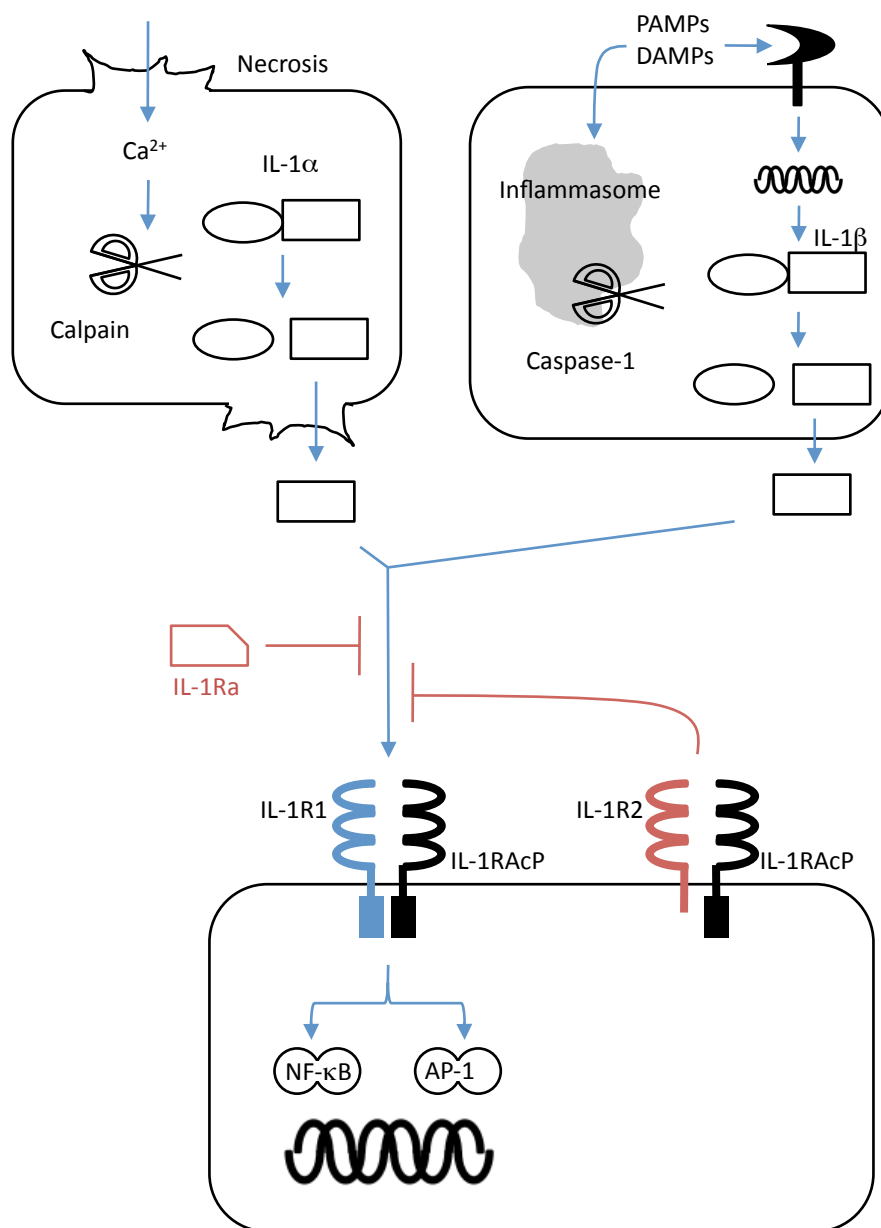 Necrosis
Ca²⁺
IL-1α
Calpain
PAMPs
DAMPs
Inflammasome
IL-1β
Caspase-1
IL-1Ra
IL-1R1
IL-1RAcP
IL-1R2
IL-1RAcP
NF-κB
AP-1